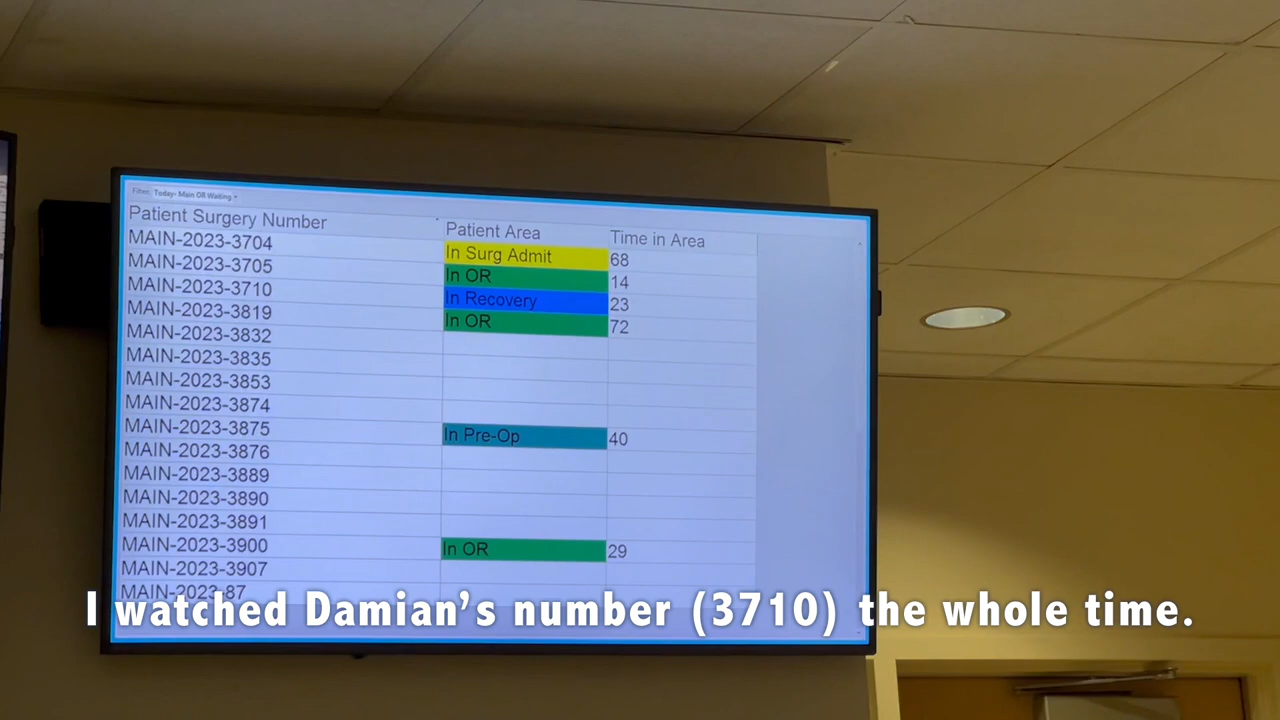 Filter: Today- Main OR Waiting
Patient Surgery Number Patient Area Time in Area
MAIN-2023-3704 In Surg Admit 68
MAIN-2023-3705 In OR 14
MAIN-2023-3710 In Recovery 23
MAIN-2023-3819 In OR 72
MAIN-2023-3832
MAIN-2023-3835
MAIN-2023-3853
MAIN-2023-3874
MAIN-2023-3875 In Pre-Op 40
MAIN-2023-3876
MAIN-2023-3889
MAIN-2023-3890
MAIN-2023-3891
MAIN-2023-3900 In OR 29
MAIN-2023-3907
MAIN-2023-87
I watched Damian’s number (3710) the whole time.